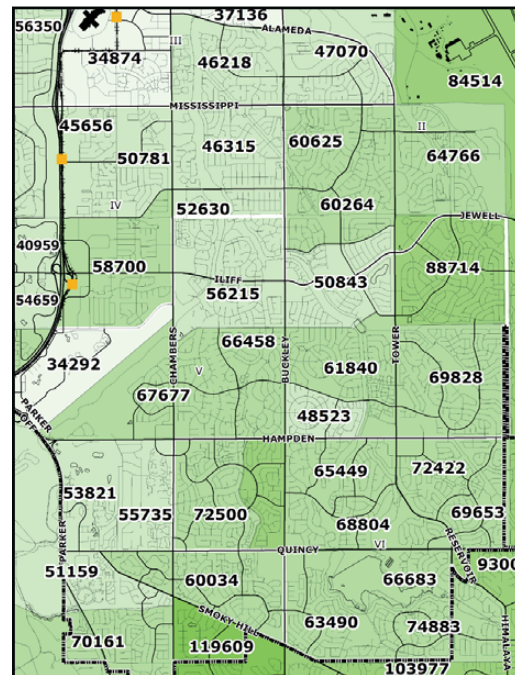 37136
56350
ALAMEDA
III
34874
46218
47070
84514
MISSISSIPPI
45656
II
50781
46315
60625
64766
IV
52630
60264
JEWELL
40959
58700
ILIFF
50843
88714
54659
56215
34292
CHAMBERS
66458
BUCKLEY
61840
TOWER
69828
V
67677
48523
PARKER
OFF
HAMPDEN
65449
72422
53821
55735
72500
69653
68804
PARKER
QUINCY
VI
RESERVOIR
51159
60034
66683
9300
SMOKY HILL
63490
74883
HIMALAYA
70161
119609
103977